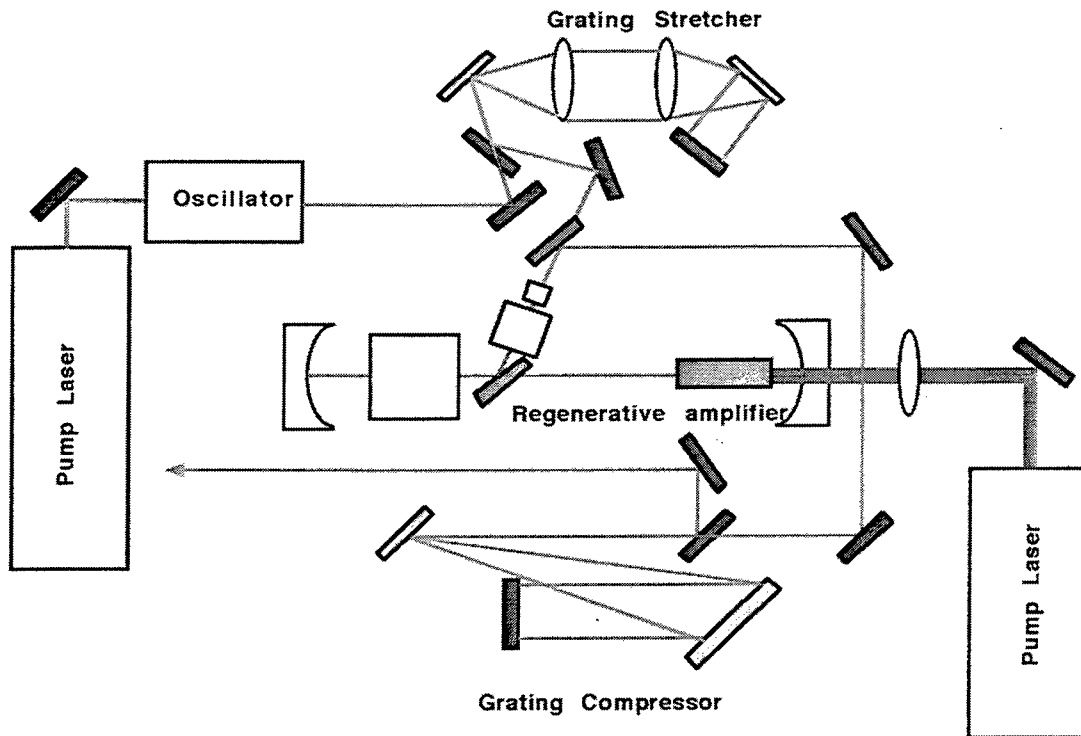 Grating Stretcher
Oscillator
Pump Laser
Regenerative amplifier
Pump Laser
Grating Compressor